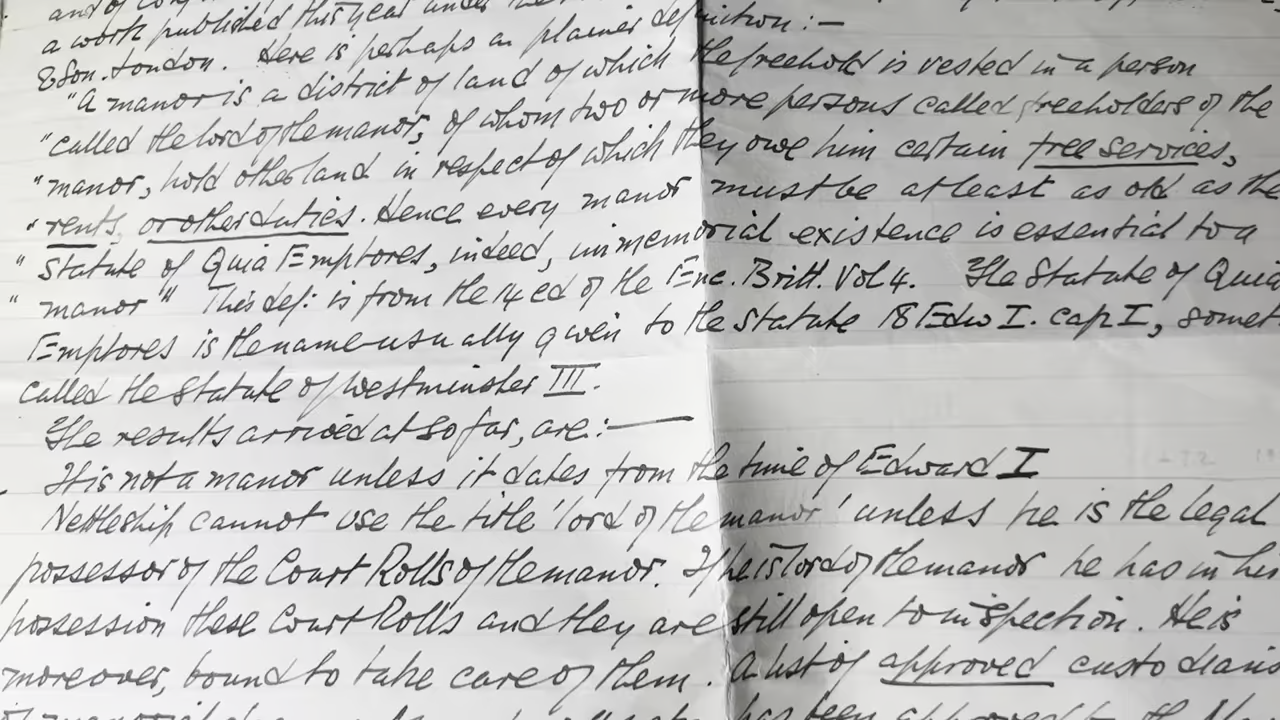 a work published this year under the
& Son. London. Here is perhaps a plainer definition:—
"A manor is a district of land of which the freehold is vested in a person
"called the lord of the manor, of whom two or more persons called freeholders of the
"manor, hold other land in respect of which they owe him certain free services,
"rents, or other duties. Hence every manor must be at least as old as the
"Statute of Quia Emptores, indeed, immemorial existence is essential to a
"manor" This def: is from the 14 ed of the Enc. Britt. Vol 4. The Statute of Quia
Emptores is the name usually given to the Statute 18 Edw I. cap I, somet
called the Statute of Westminster III.
The results arrived at so far, are:—
It is not a manor unless it dates from the time of Edward I
Nettleship cannot use the title 'lord of the manor' unless he is the legal
possessor of the Court Rolls of the manor. If he is lord of the manor he has in his
possession these Court Rolls and they are still open to inspection. He is
moreover, bound to take care of them. A list of approved custodians
has been approved by the